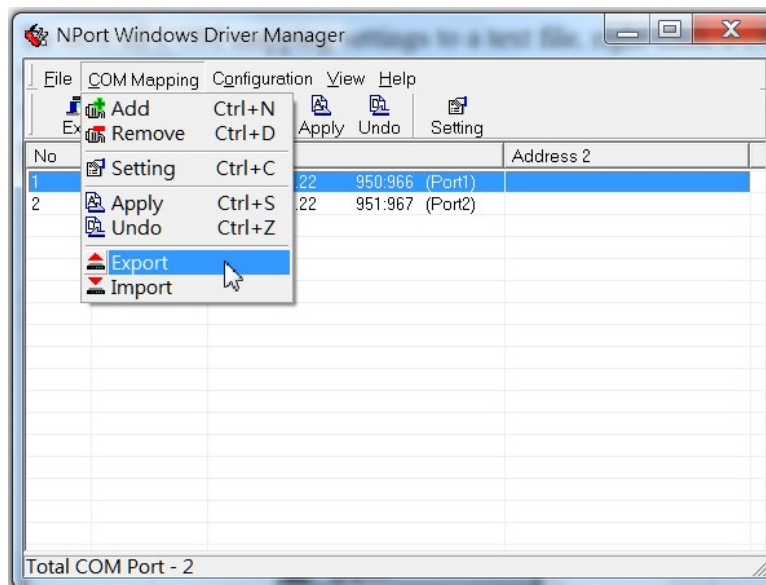 NPort Windows Driver Manager
File COM Mapping Configuration View Help
Add Ctrl+N
Remove Ctrl+D
Setting Ctrl+C
Apply Ctrl+S
Undo Ctrl+Z
Export
Import
Ex Apply Undo Setting
No Address 2
1 .22 950:966 (Port1)
2 .22 951:967 (Port2)
Total COM Port - 2